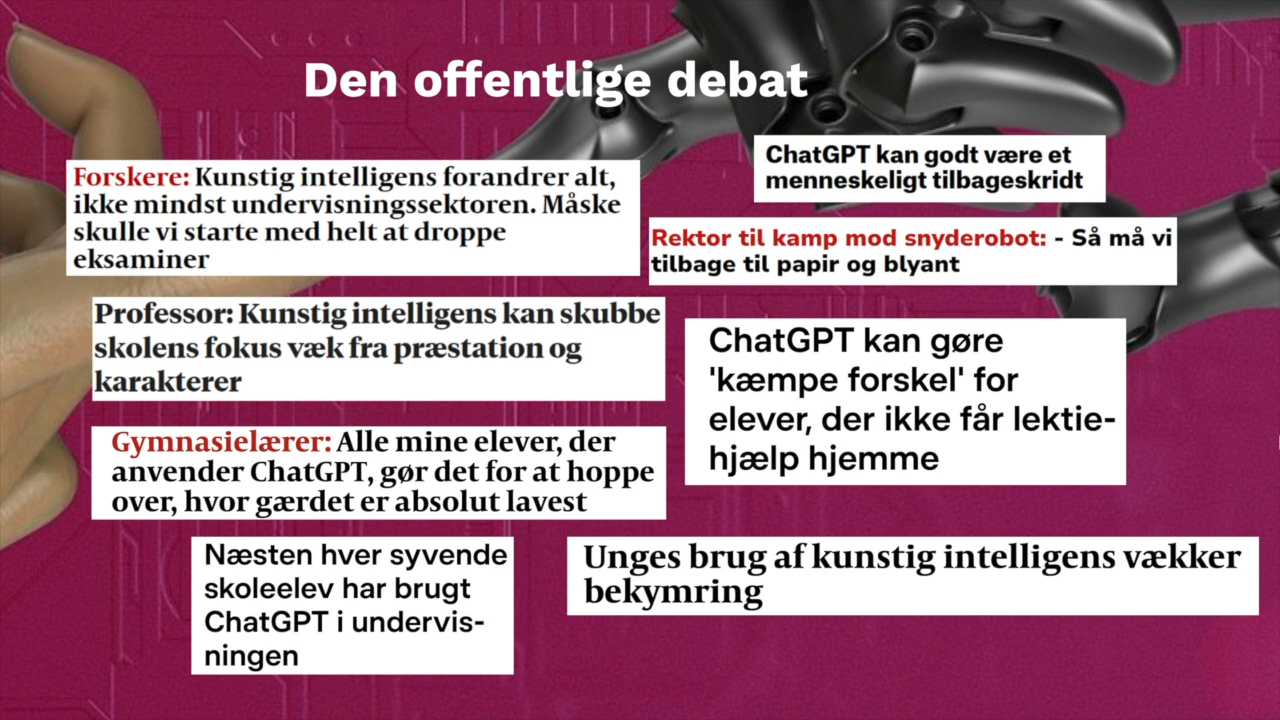 Den offentlige debat
Forskere: Kunstig intelligens forandrer alt,
ikke mindst undervisningssektoren. Måske
skulle vi starte med helt at droppe
eksaminer
ChatGPT kan godt være et
menneskeligt tilbageskridt
Rektor til kamp mod snyderobot: - Så må vi
tilbage til papir og blyant
Professor: Kunstig intelligens kan skubbe
skolens fokus væk fra præstation og
karakterer
ChatGPT kan gøre
'kæmpe forskel' for
elever, der ikke får lektie-
hjælp hjemme
Gymnasielærer: Alle mine elever, der
anvender ChatGPT, gør det for at hoppe
over, hvor gærdet er absolut lavest
Næsten hver syvende
skoleelev har brugt
ChatGPT i undervis-
ningen
Unges brug af kunstig intelligens vækker
bekymring